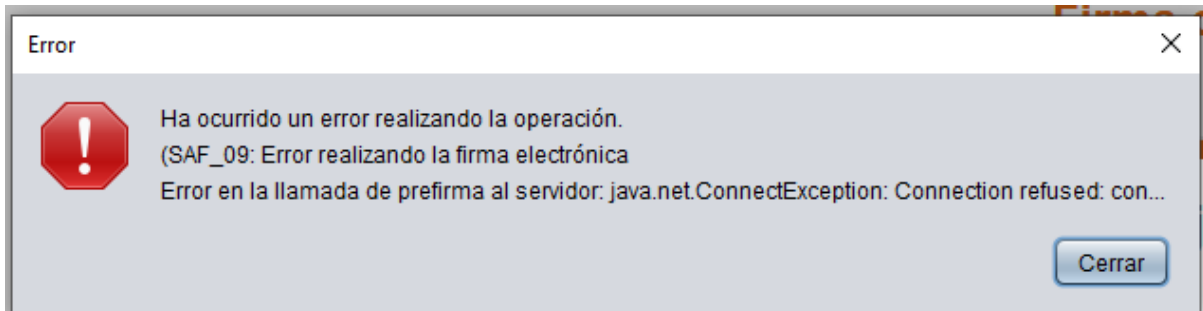 Error
Ha ocurrido un error realizando la operación.
(SAF_09: Error realizando la firma electrónica
Error en la llamada de prefirma al servidor: java.net.ConnectException: Connection refused: con...
Cerrar